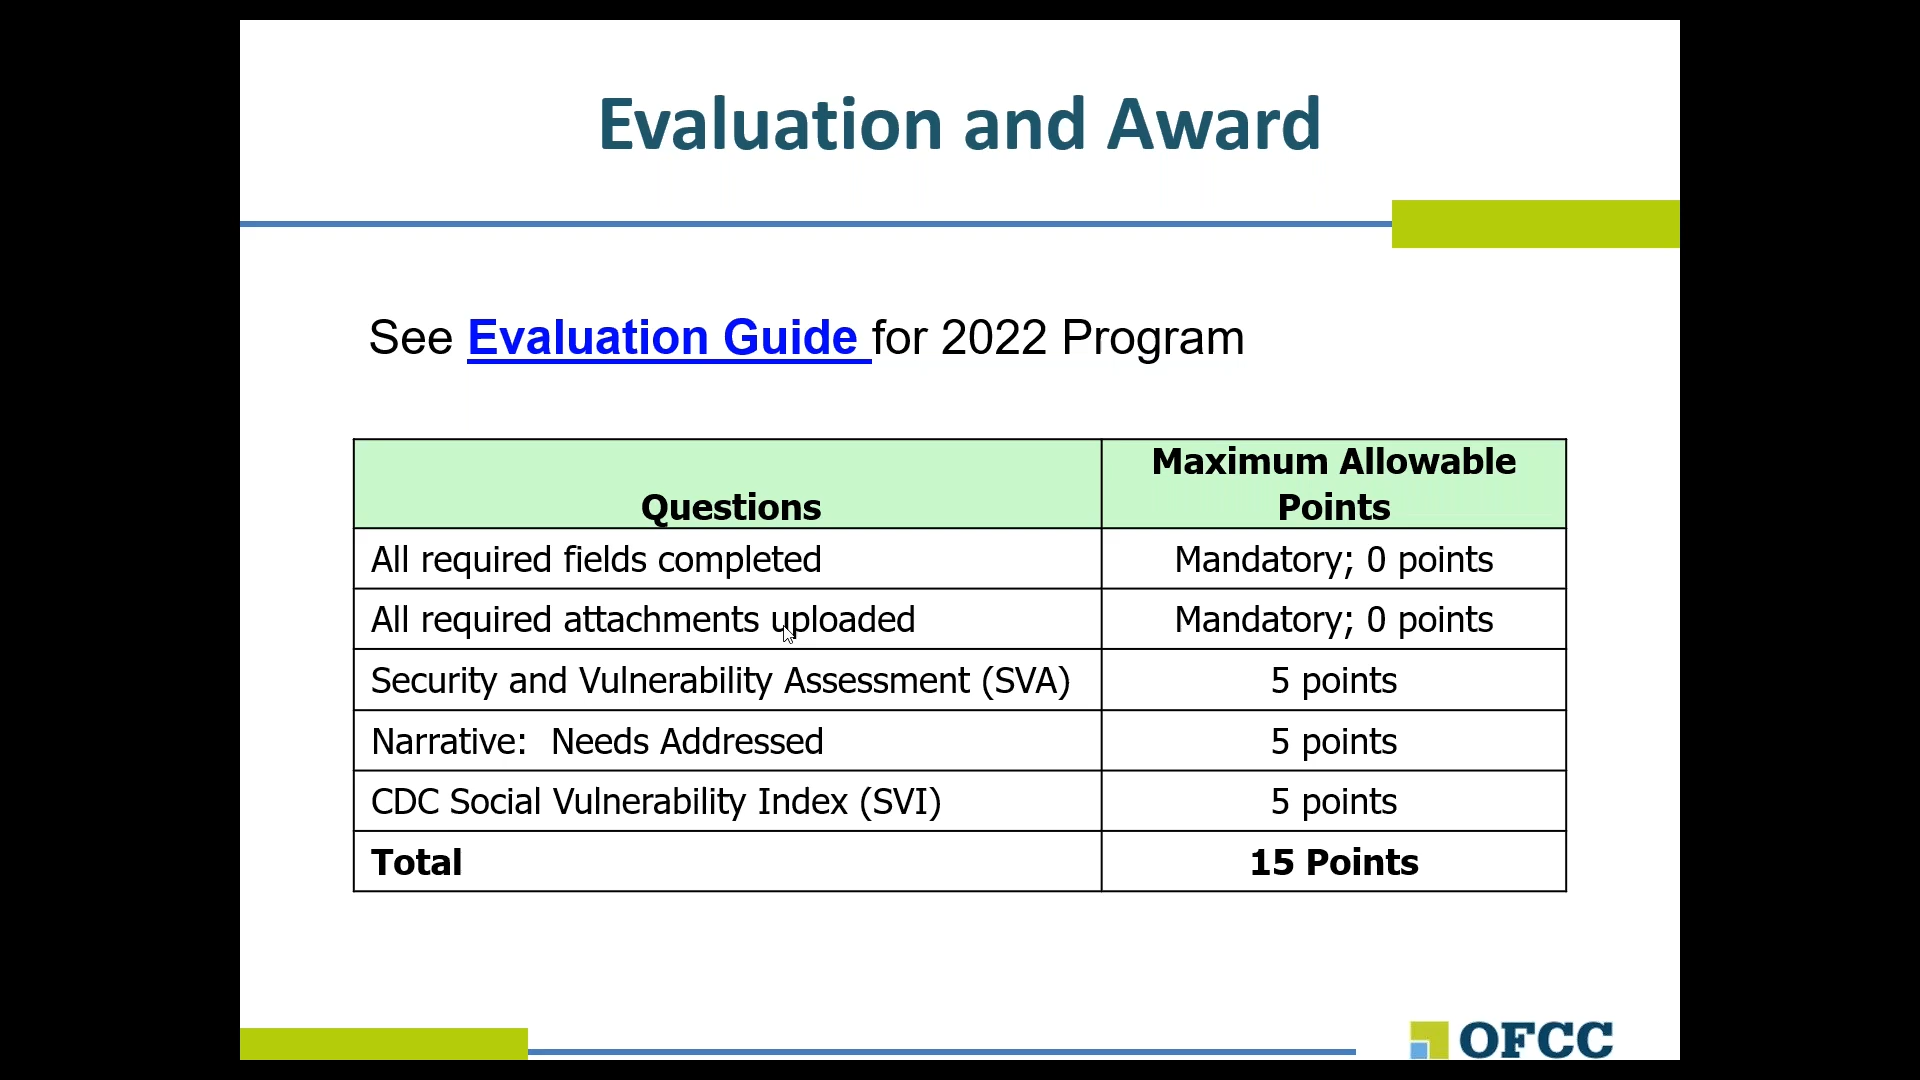 Evaluation and Award
See Evaluation Guide for 2022 Program
Questions
Maximum Allowable
Points
All required fields completed
Mandatory; 0 points
All required attachments uploaded
Mandatory; 0 points
Security and Vulnerability Assessment (SVA)
5 points
Narrative:  Needs Addressed
5 points
CDC Social Vulnerability Index (SVI)
5 points
Total
15 Points
OFCC